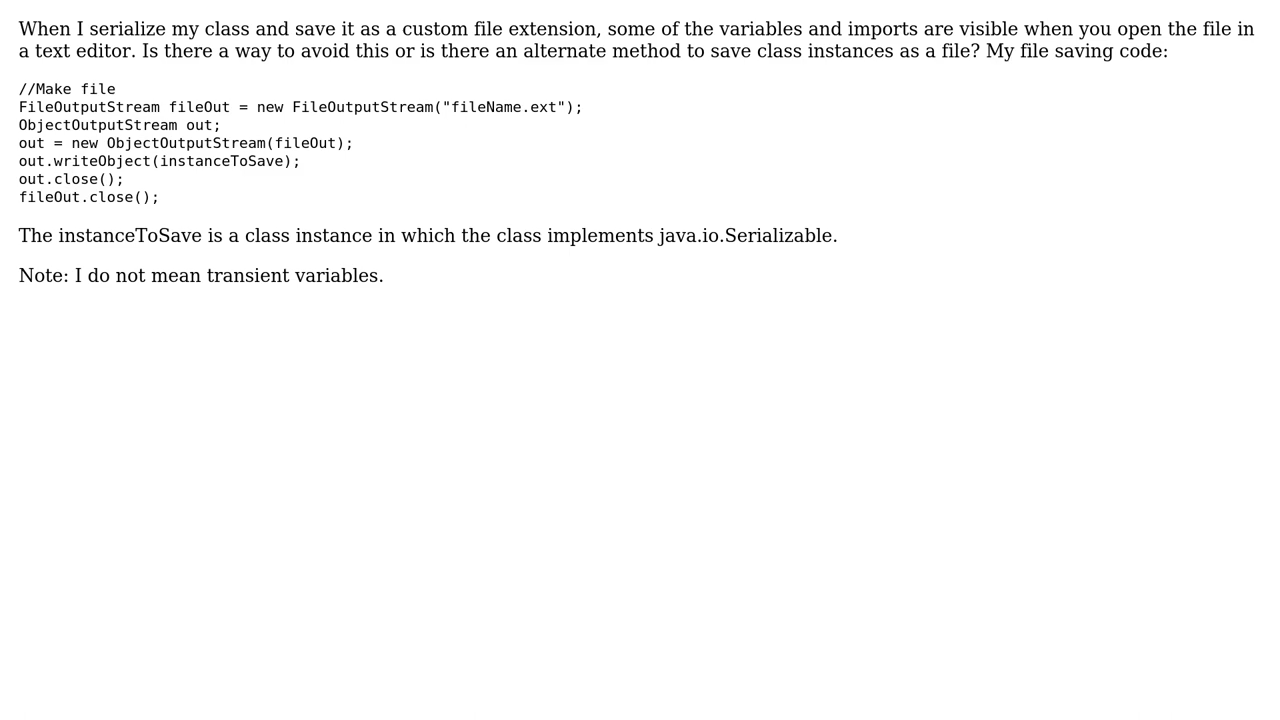 When I serialize my class and save it as a custom file extension, some of the variables and imports are visible when you open the file in
a text editor. Is there a way to avoid this or is there an alternate method to save class instances as a file? My file saving code:
//Make file
FileOutputStream fileOut = new FileOutputStream("fileName.ext");
ObjectOutputStream out;
out = new ObjectOutputStream(fileOut);
out.writeObject(instanceToSave);
out.close();
fileOut.close();
The instanceToSave is a class instance in which the class implements java.io.Serializable.
Note: I do not mean transient variables.